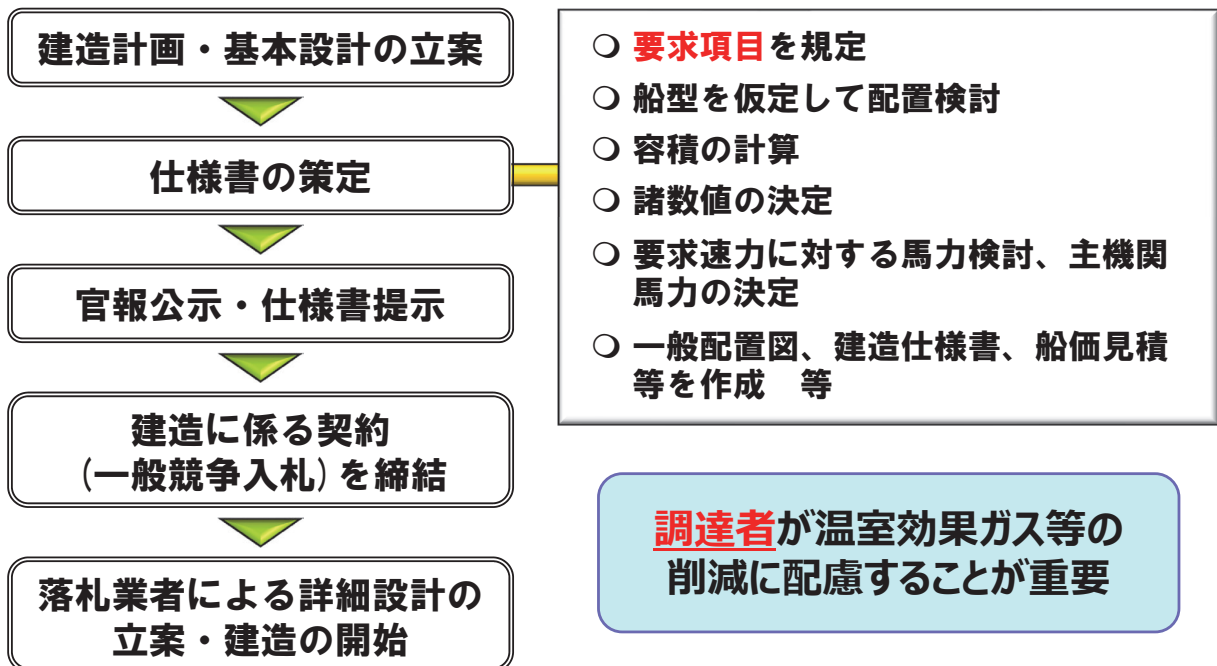 建造計画・基本設計の立案
仕様書の策定
官報公示・仕様書提示
建造に係る契約
(一般競争入札)を締結
落札業者による詳細設計の
立案・建造の開始
○ 要求項目を規定
○ 船型を仮定して配置検討
○ 容積の計算
○ 諸数値の決定
○ 要求速力に対する馬力検討、主機関
馬力の決定
○ 一般配置図、建造仕様書、船価見積
等を作成　等
調達者が温室効果ガス等の
削減に配慮することが重要